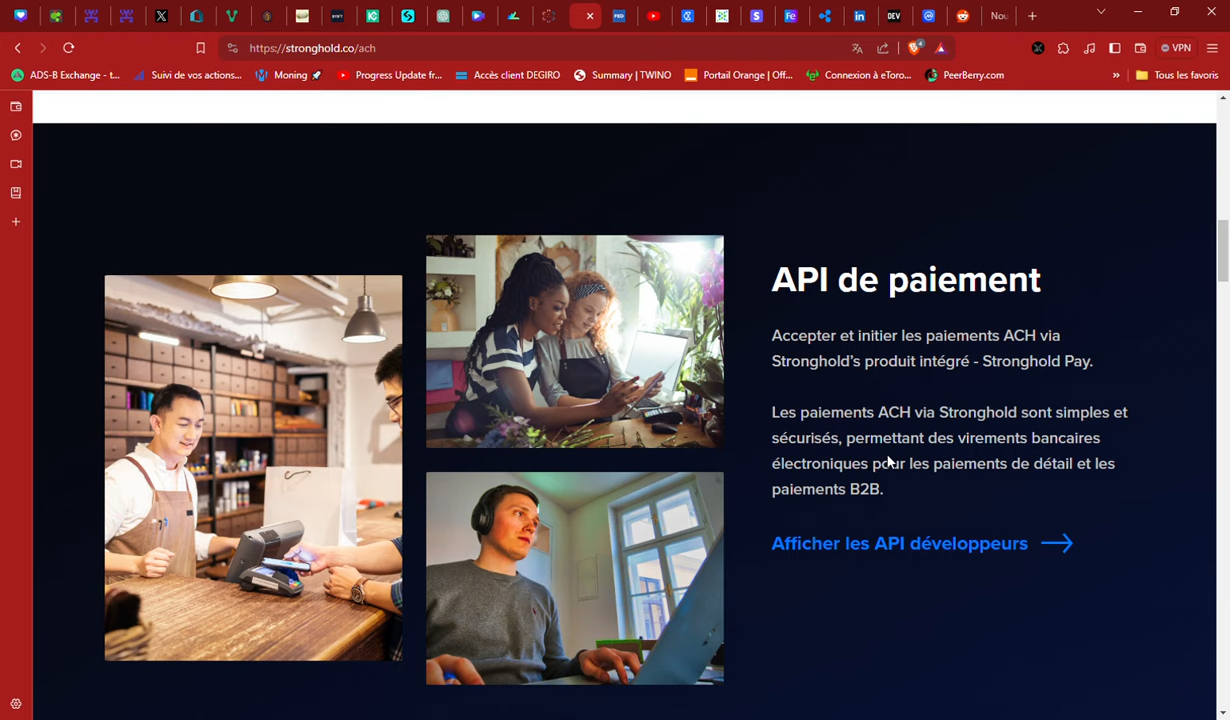 Nou
https://stronghold.co/ach
4
VPN
ADS-B Exchange - t...
Suivi de vos actions...
Moning
Progress Update fr...
Accès client DEGIRO
Summary | TWINO
Portail Orange | Off...
Connexion à eToro...
PeerBerry.com
»
Tous les favoris
API de paiement
Accepter et initier les paiements ACH via
Stronghold's produit intégré - Stronghold Pay.
Les paiements ACH via Stronghold sont simples et
sécurisés, permettant des virements bancaires
électroniques pour les paiements de détail et les
paiements B2B.
Afficher les API développeurs